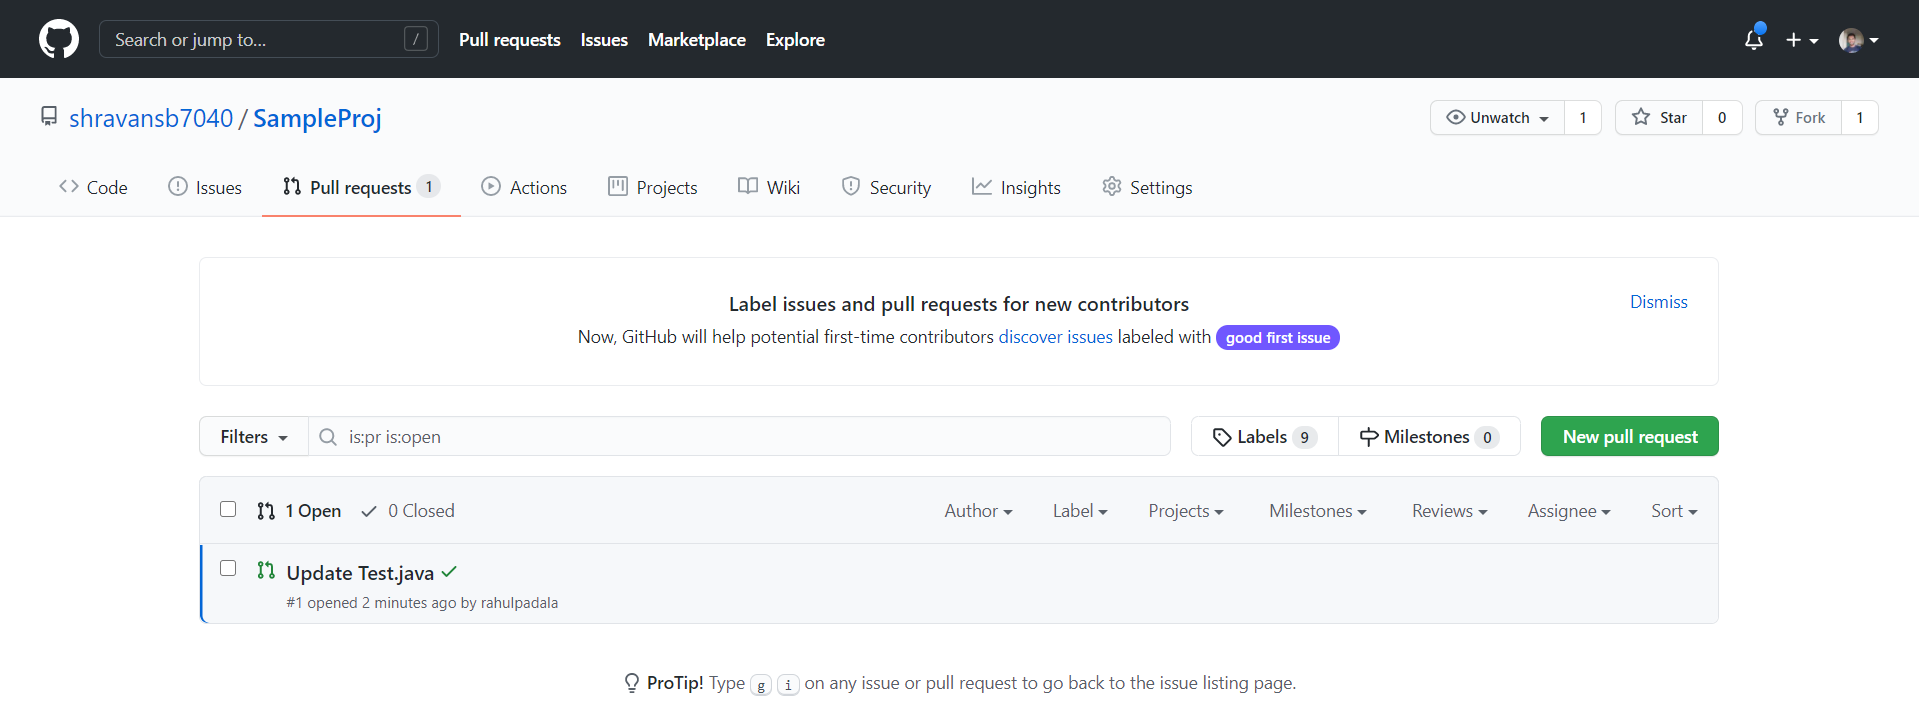 Search or jump to... / Pull requests Issues Marketplace Explore
shravansb7040 / SampleProj Unwatch 1 Star 0 Fork 1
Code Issues Pull requests 1 Actions Projects Wiki Security Insights Settings
Label issues and pull requests for new contributors Dismiss
Now, GitHub will help potential first-time contributors discover issues labeled with good first issue
Filters is:pr is:open Labels 9 Milestones 0 New pull request
1 Open 0 Closed Author Label Projects Milestones Reviews Assignee Sort
Update Test.java
#1 opened 2 minutes ago by rahulpadala
ProTip! Type g i on any issue or pull request to go back to the issue listing page.